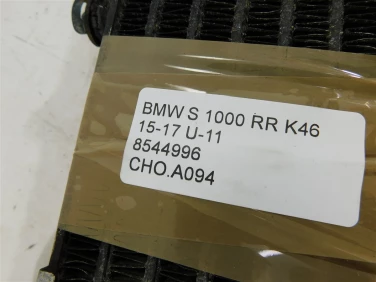 BMW S 1000 RR K46
15-17 U-11
8544996
CHO.A094